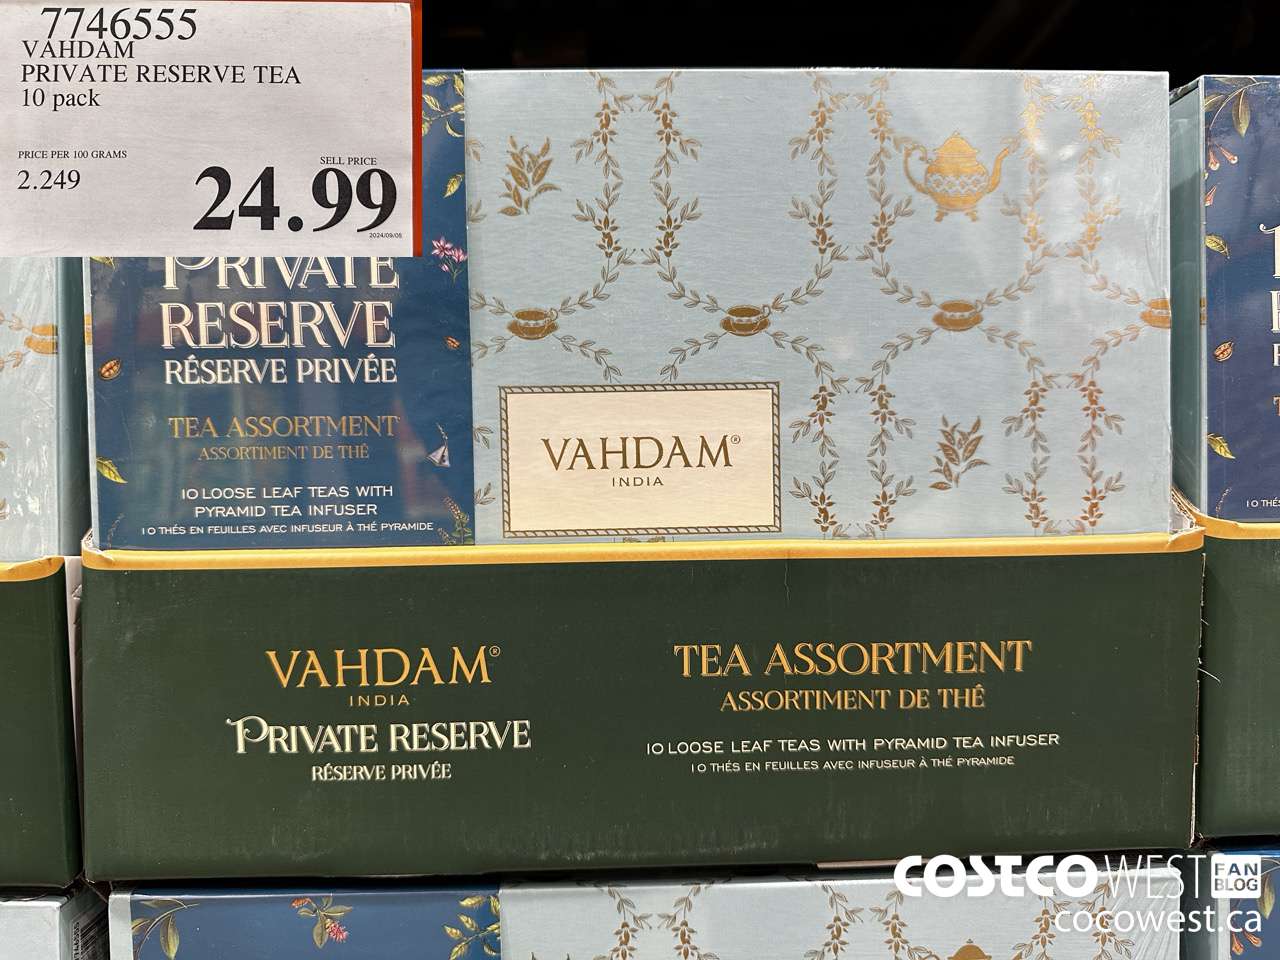 7746555
VAHDAM
PRIVATE RESERVE TEA
10 pack
PRICE PER 100 GRAMS
2.249
SELL PRICE
24.99
2024/09/08
PRIVATE
RESERVE
RÉSERVE PRIVÉE
TEA ASSORTMENT
ASSORTIMENT DE THÉ
10 LOOSE LEAF TEAS WITH
PYRAMID TEA INFUSER
10 THÉS EN FEUILLES AVEC INFUSEUR À THÉ PYRAMIDE
VAHDAM®
INDIA
VAHDAM®
INDIA
PRIVATE RESERVE
RÉSERVE PRIVÉE
TEA ASSORTMENT
ASSORTIMENT DE THÉ
10 LOOSE LEAF TEAS WITH PYRAMID TEA INFUSER
10 THÉS EN FEUILLES AVEC INFUSEUR À THÉ PYRAMIDE
10 THÉS
COSTCO WEST FAN BLOG
cocowest.ca